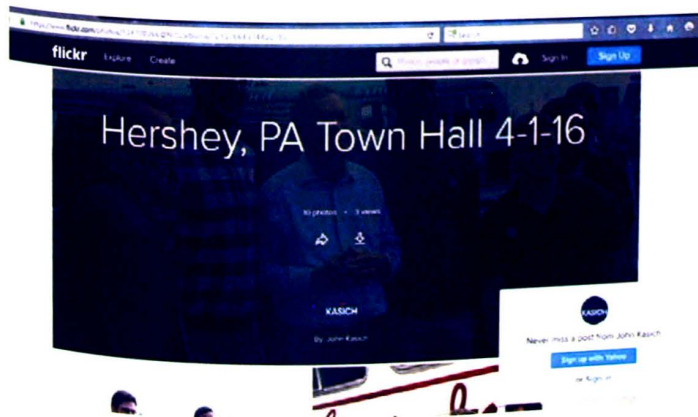 flickr Explore Create Sign In Sign Up
Hershey, PA Town Hall 4-1-16
10 photos • 3 views
KASICH
By: John Kasich
KASICH
Never miss a post from John Kasich
Sign up with Yahoo
or Sign in